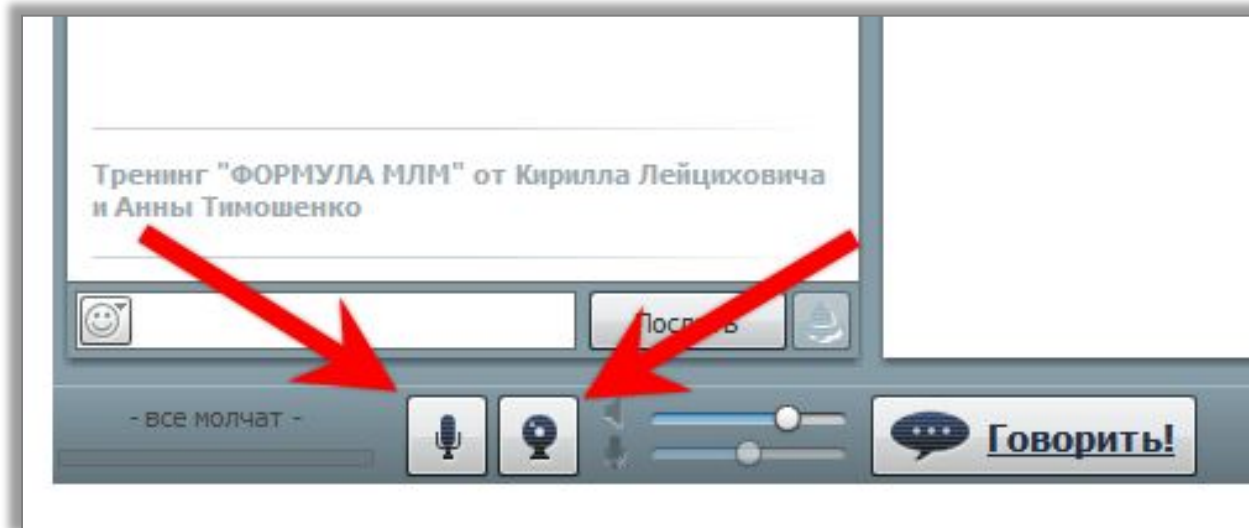 Тренинг "ФОРМУЛА МЛМ" от Кирилла Лейциховича
и Анны Тимошенко
- все молчат -
Говорить!